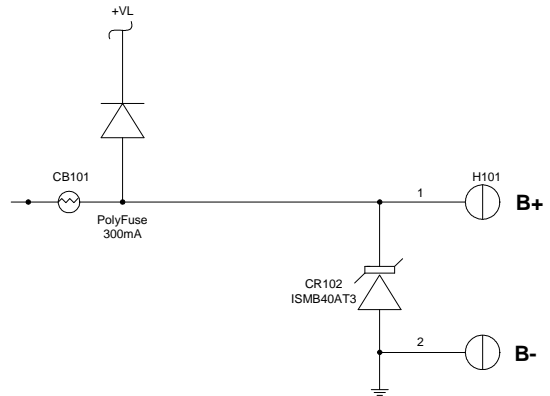 +VL
CB101
PolyFuse
300mA
1
H101
B+
CR102
ISMB40AT3
2
B-